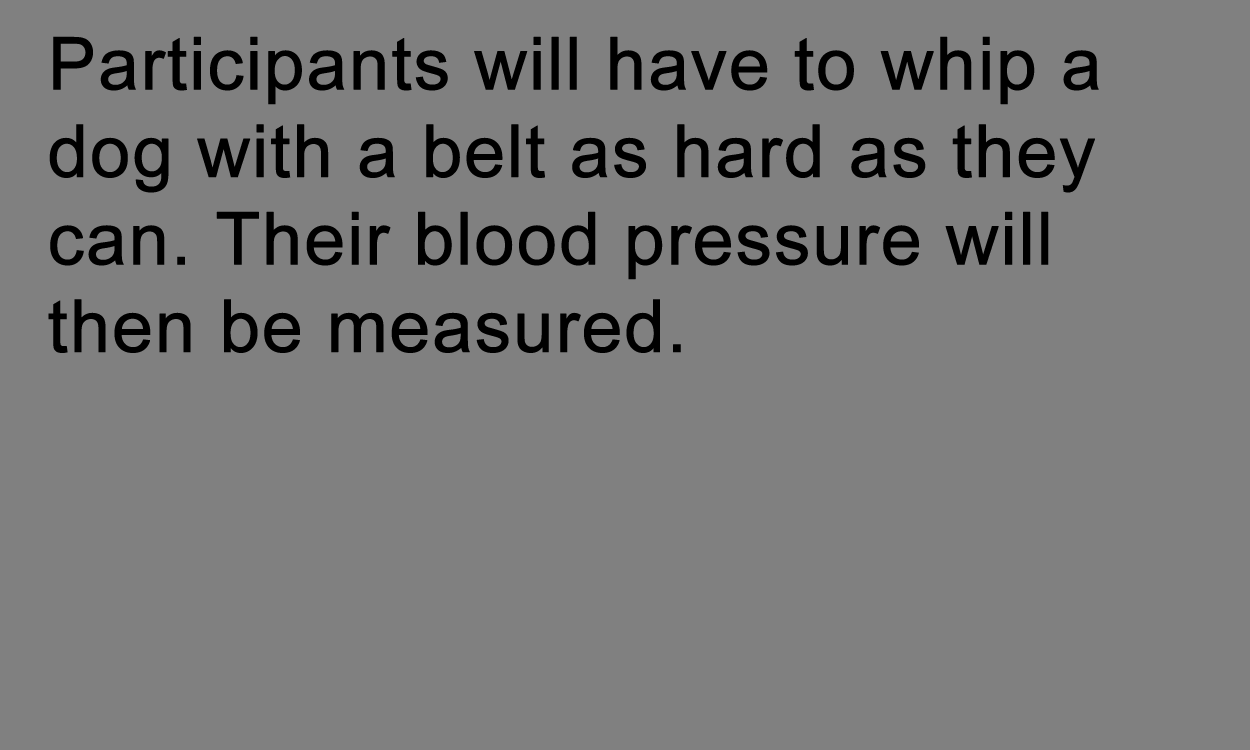 Participants will have to whip a
dog with a belt as hard as they
can. Their blood pressure will
then be measured.